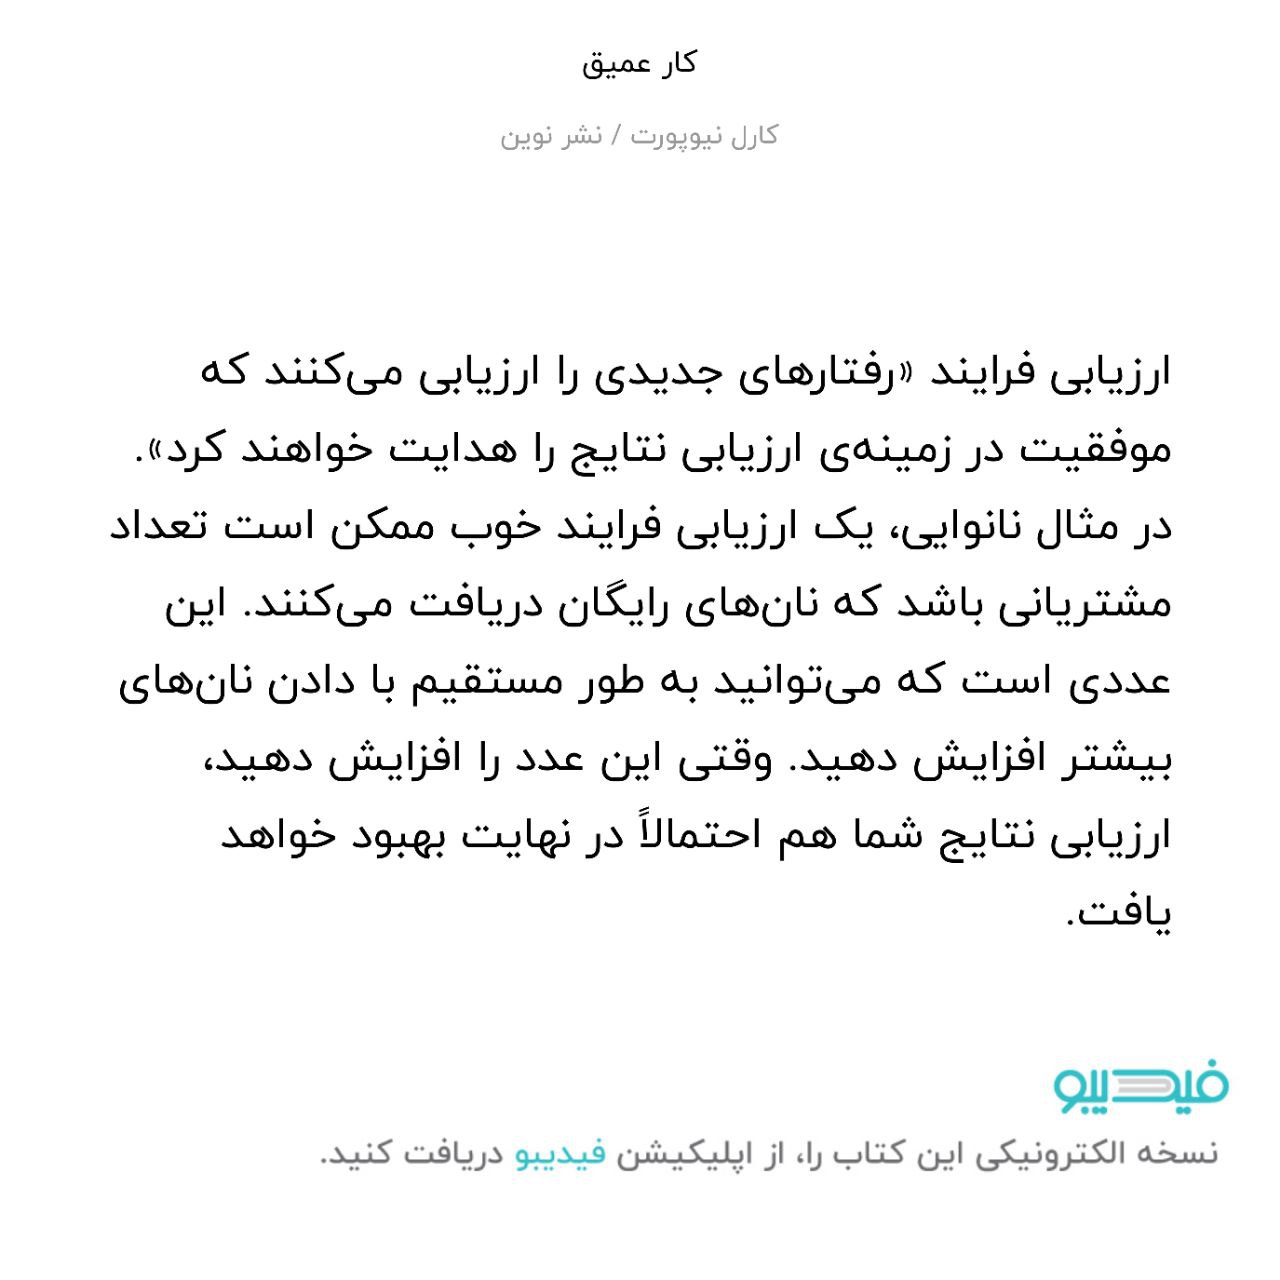 کار عمیق
کارل نیوپورت / نشر نوین
ارزیابی فرایند «رفتارهای جدیدی را ارزیابی می‌کنند که
موفقیت در زمینه‌ی ارزیابی نتایج را هدایت خواهند کرد».
در مثال نانوایی، یک ارزیابی فرایند خوب ممکن است تعداد
مشتریانی باشد که نان‌های رایگان دریافت می‌کنند. این
عددی است که می‌توانید به طور مستقیم با دادن نان‌های
بیشتر افزایش دهید. وقتی این عدد را افزایش دهید،
ارزیابی نتایج شما هم احتمالاً در نهایت بهبود خواهد
یافت.
فیدیبو
نسخه الکترونیکی این کتاب را، از اپلیکیشن فیدیبو دریافت کنید.